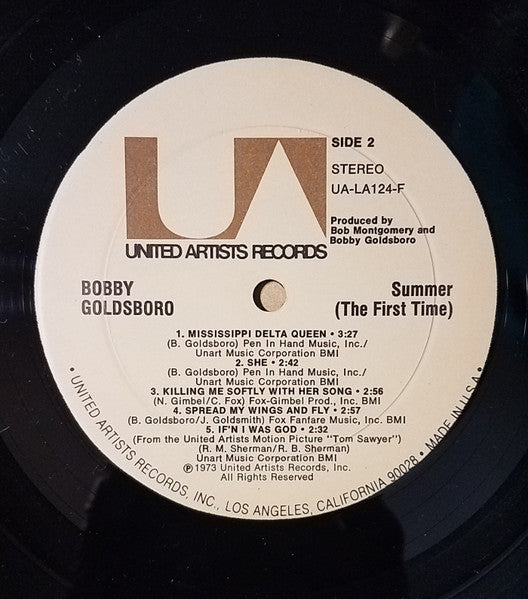 UA
SIDE 2
STEREO
UA-LA124-F
Produced by
Bob Montgomery and
Bobby Goldsboro
UNITED ARTISTS RECORDS
BOBBY
GOLDSBORO
Summer
(The First Time)
1. MISSISSIPPI DELTA QUEEN • 3:27
(B. Goldsboro) Pen In Hand Music, Inc./
Unart Music Corporation BMI
2. SHE • 2:42
(B. Goldsboro) Pen In Hand Music, Inc./
Unart Music Corporation BMI
3. KILLING ME SOFTLY WITH HER SONG • 2:56
(N. Gimbel/C. Fox) Fox-Gimbel Prod., Inc. BMI
4. SPREAD MY WINGS AND FLY • 2:57
(B. Goldsboro/J. Goldsmith) Fox Fanfare Music, Inc. BMI
5. IF'N I WAS GOD • 2:32
(From the United Artists Motion Picture "Tom Sawyer")
(R. M. Sherman/R. B. Sherman)
Unart Music Corporation BMI
℗ 1973 United Artists Records, Inc.
All Rights Reserved
• UNITED ARTISTS RECORDS, INC., LOS ANGELES, CALIFORNIA 90028 • MADE IN U.S.A. •